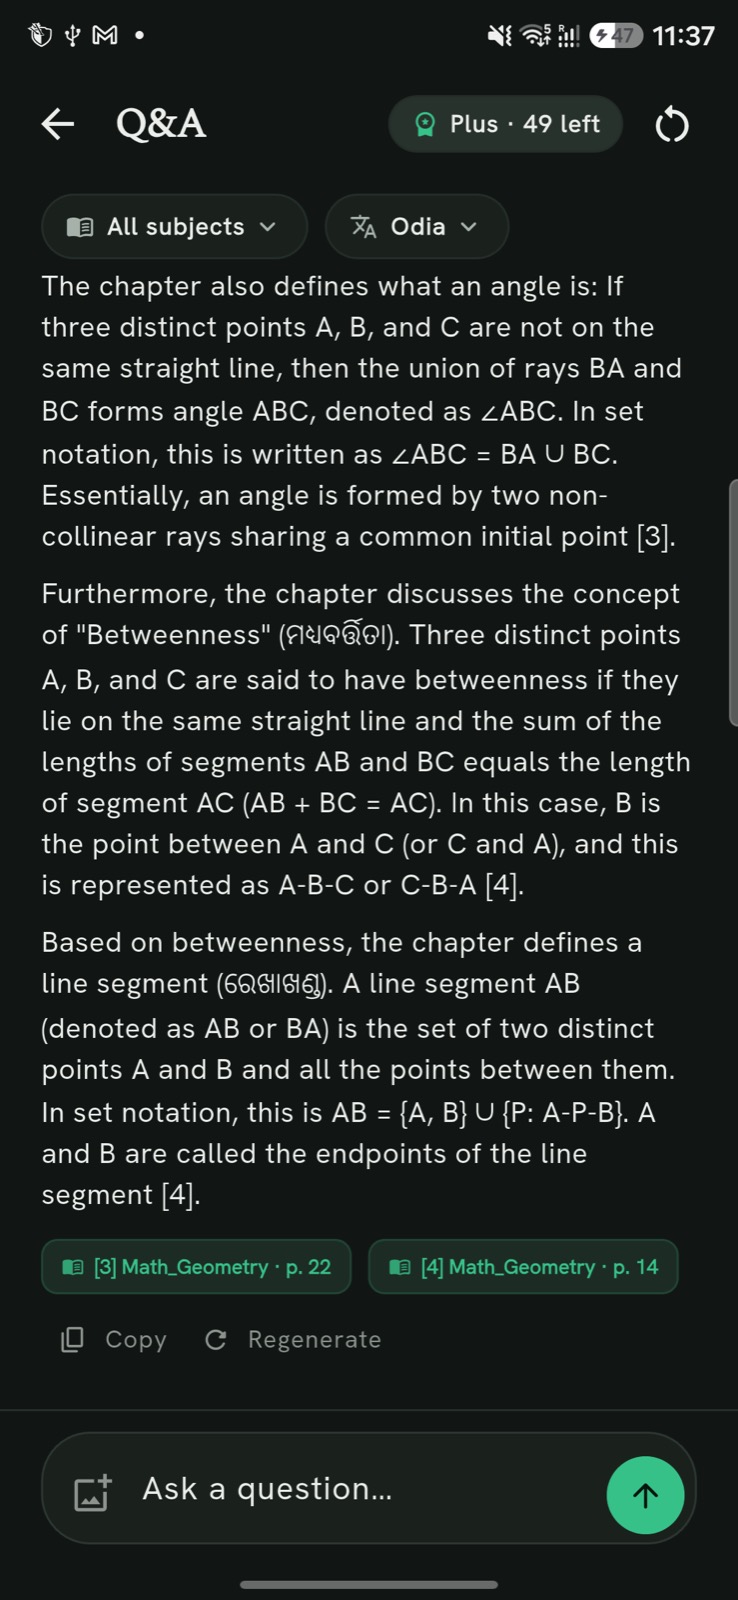 47 11:37
Q&A
Plus · 49 left
All subjects
Odia
The chapter also defines what an angle is: If
three distinct points A, B, and C are not on the
same straight line, then the union of rays BA and
BC forms angle ABC, denoted as ∠ABC. In set
notation, this is written as ∠ABC = BA ∪ BC.
Essentially, an angle is formed by two non-
collinear rays sharing a common initial point [3].
Furthermore, the chapter discusses the concept
of "Betweenness" (ମଧ୍ୟବର୍ତ୍ତିତା). Three distinct points
A, B, and C are said to have betweenness if they
lie on the same straight line and the sum of the
lengths of segments AB and BC equals the length
of segment AC (AB + BC = AC). In this case, B is
the point between A and C (or C and A), and this
is represented as A-B-C or C-B-A [4].
Based on betweenness, the chapter defines a
line segment (ରେଖାଖଣ୍ଡ). A line segment AB
(denoted as AB or BA) is the set of two distinct
points A and B and all the points between them.
In set notation, this is AB = {A, B} ∪ {P: A-P-B}. A
and B are called the endpoints of the line
segment [4].
[3] Math_Geometry · p. 22
[4] Math_Geometry · p. 14
Copy
Regenerate
Ask a question...